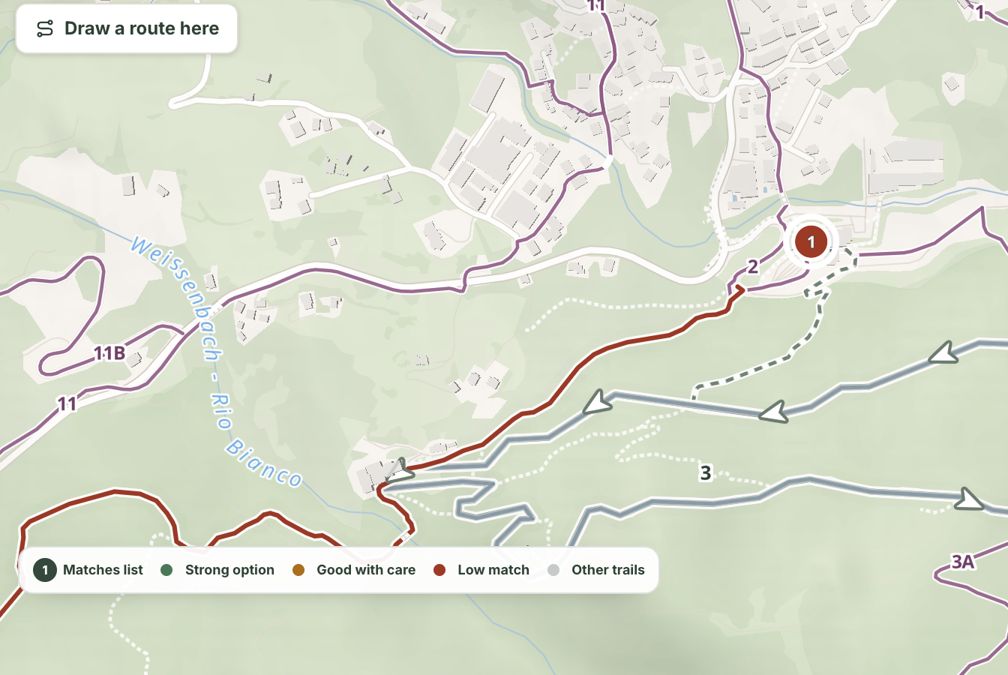 Draw a route here
11
1
1
2
Weissenbach - Rio Bianco
11B
11
3
3A
1 Matches list Strong option Good with care Low match Other trails